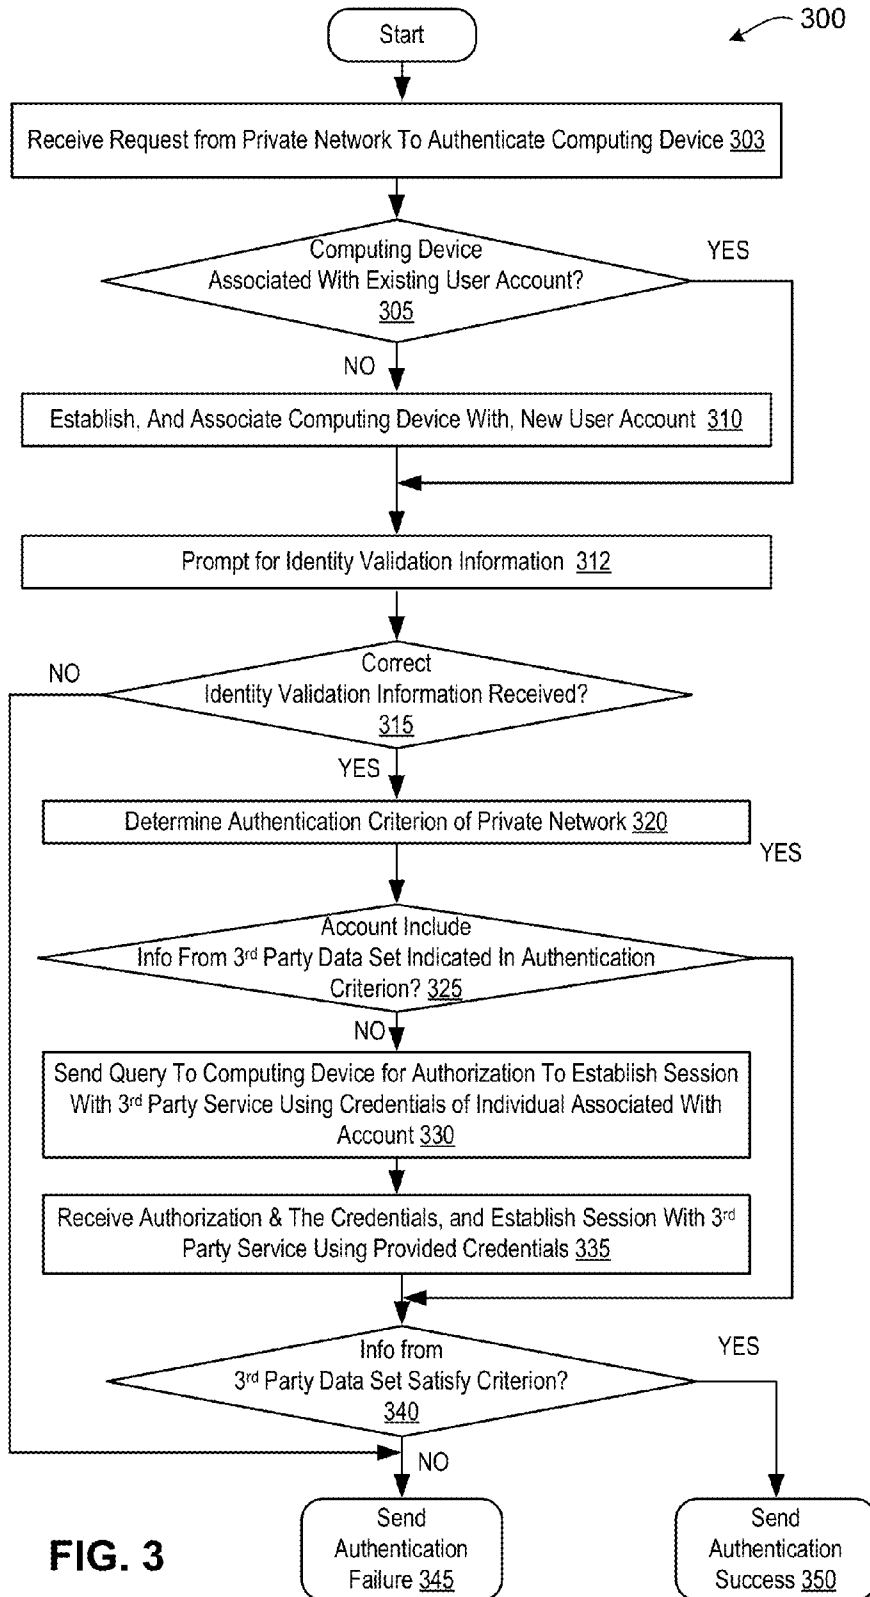 300
Start
Receive Request from Private Network To Authenticate Computing Device 303
Computing Device
Associated With Existing User Account?
305
YES
NO
Establish, And Associate Computing Device With, New User Account 310
Prompt for Identity Validation Information 312
NO
Correct
Identity Validation Information Received?
315
YES
Determine Authentication Criterion of Private Network 320
YES
Account Include
Info From 3rd Party Data Set Indicated In Authentication
Criterion? 325
NO
Send Query To Computing Device for Authorization To Establish Session
With 3rd Party Service Using Credentials of Individual Associated With
Account 330
Receive Authorization & The Credentials, and Establish Session With 3rd
Party Service Using Provided Credentials 335
Info from
3rd Party Data Set Satisfy Criterion?
340
YES
NO
Send
Authentication
Failure 345
Send
Authentication
Success 350
FIG. 3